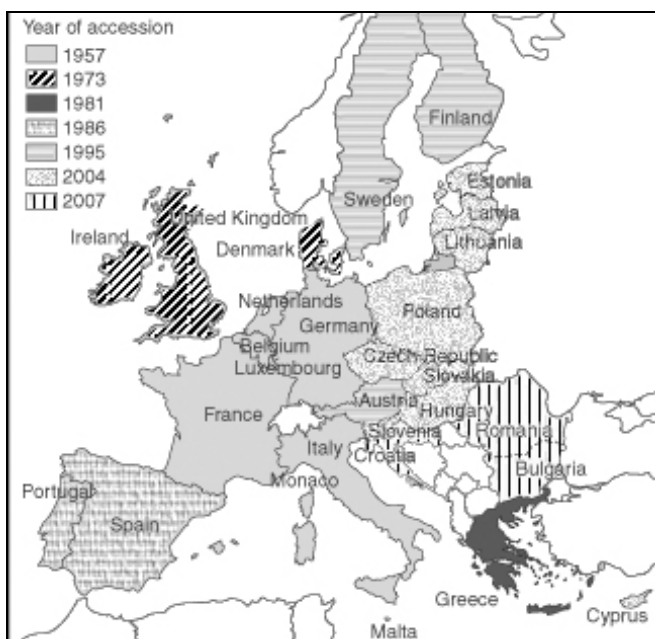 Year of accession
1957
1973
1981
1986
1995
2004
2007
Finland
Estonia
Sweden
Latvia
United Kingdom
Ireland
Denmark
Lithuania
Netherlands
Poland
Germany
Belgium
Czech Republic
Luxembourg
Slovakia
Austria
France
Hungary
Slovenia
Romania
Italy
Croatia
Bulgaria
Monaco
Portugal
Spain
Greece
Cyprus
Malta